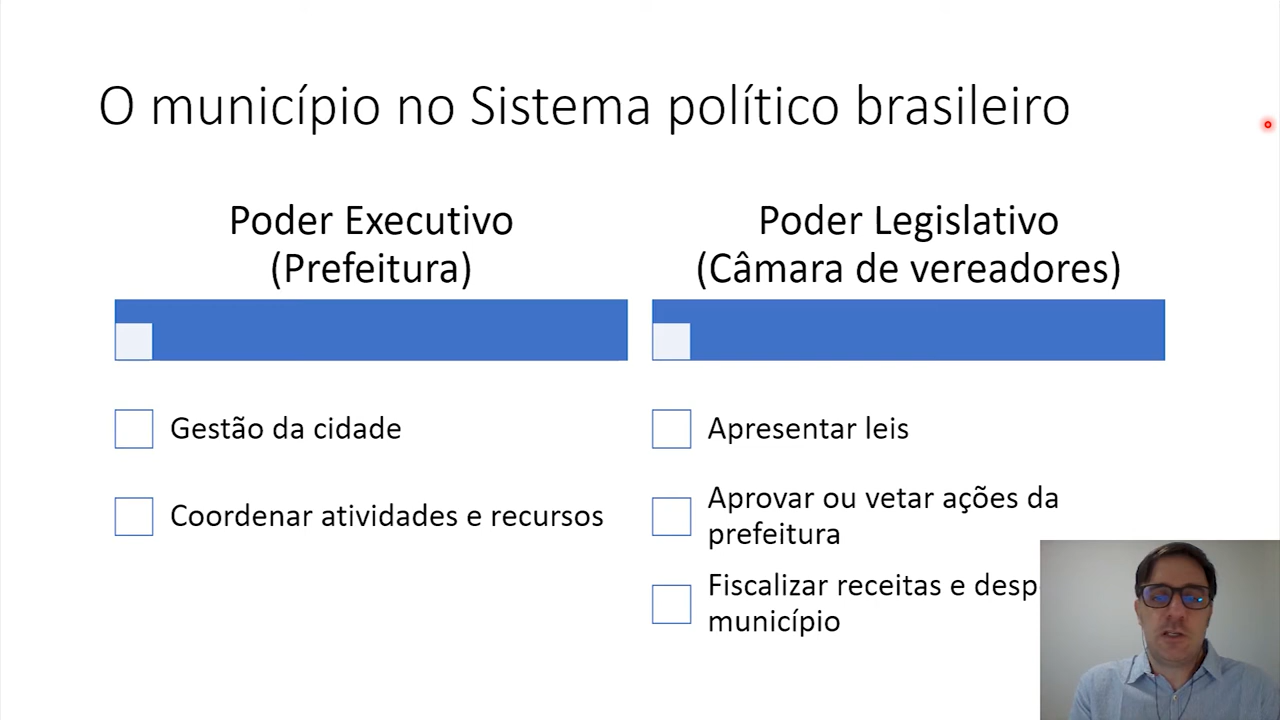 O município no Sistema político brasileiro
Poder Executivo
(Prefeitura)
Gestão da cidade
Coordenar atividades e recursos
Poder Legislativo
(Câmara de vereadores)
Apresentar leis
Aprovar ou vetar ações da
prefeitura
Fiscalizar receitas e desp
município